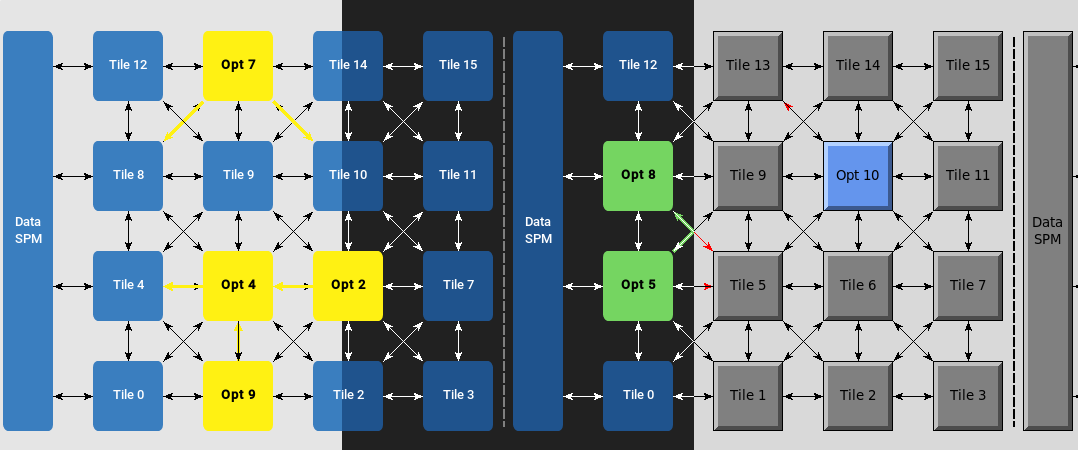 Tile 12
Opt 7
Tile 14
Tile 15
Tile 12
Tile 13
Tile 14
Tile 15
Tile 8
Tile 9
Tile 10
Tile 11
Opt 8
Tile 9
Opt 10
Tile 11
Data
SPM
Data
SPM
Data
SPM
Tile 4
Opt 4
Opt 2
Tile 7
Opt 5
Tile 5
Tile 6
Tile 7
Tile 0
Opt 9
Tile 2
Tile 3
Tile 0
Tile 1
Tile 2
Tile 3